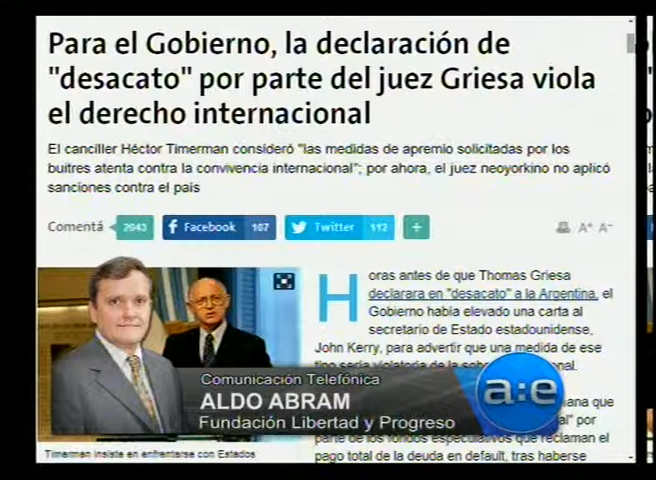 Para el Gobierno, la declaración de
"desacato" por parte del juez Griesa viola
el derecho internacional
El canciller Héctor Timerman consideró "las medidas de apremio solicitadas por los
buitres atenta contra la convivencia internacional"; por ahora, el juez neoyorkino no aplicó
sanciones contra el país
Comentá 2043 Facebook 107 Twitter 112 + A+ A-
Horas antes de que Thomas Griesa
declarara en "desacato" a la Argentina, el
Gobierno había elevado una carta al
secretario de Estado estadounidense,
John Kerry, para advertir que una medida de ese
Comunicación Telefónica
ALDO ABRAM
Fundación Libertad y Progreso
a:e
que
por
parte de los fondos especulativos que reclaman el
pago total de la deuda en default, tras haberse
Timerman insiste en enfrentarse con Estados